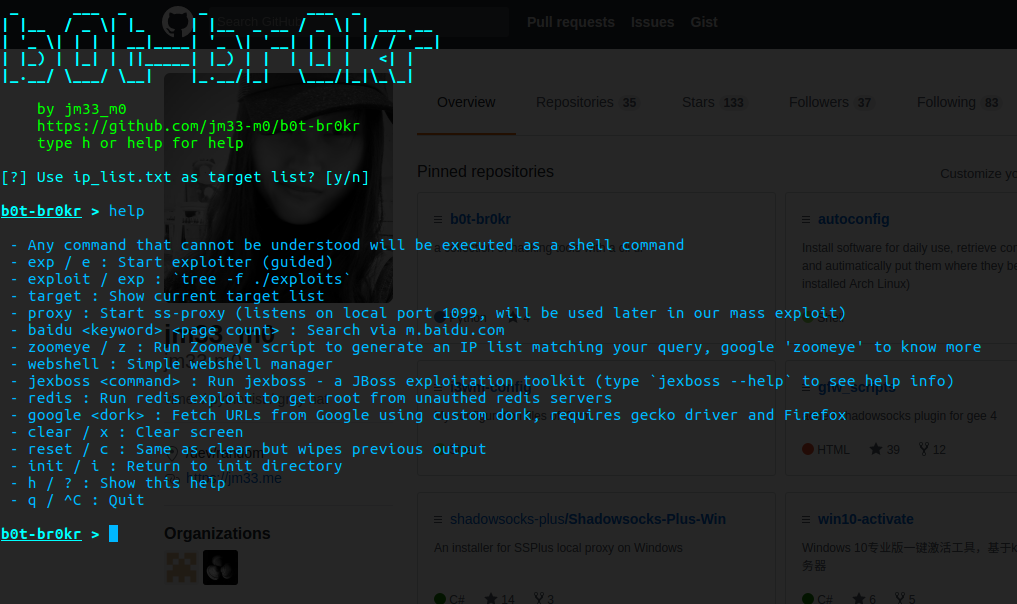 b0t-br0kr
by jm33_m0
https://github.com/jm33-m0/b0t-br0kr
type h or help for help
[?] Use ip_list.txt as target list? [y/n]
b0t-br0kr > help
- Any command that cannot be understood will be executed as a shell command
- exp / e : Start exploiter (guided)
- exploit / exp : `tree -f ./exploits`
- target : Show current target list
- proxy : Start ss-proxy (listens on local port 1099, will be used later in our mass exploit)
- baidu <keyword> <page count> : Search via m.baidu.com
- zoomeye / z : Run ZoomEye script to generate an IP list matching your query, google 'zoomeye' to know more
- webshell : Simple webshell manager
- jexboss <command> : Run jexboss - a JBoss exploitation toolkit (type `jexboss --help` to see help info)
- redis : Run redis exploit to get root from unauthed redis servers
- google <dork> : Fetch URLs from Google using custom dork, requires gecko driver and Firefox
- clear / x : Clear screen
- reset / c : Same as clear but wipes previous output
- init / i : Return to init directory
- h / ? : Show this help
- q / ^C : Quit
b0t-br0kr >
Search GitHub
Pull requests Issues Gist
Overview Repositories 35 Stars 133 Followers 37 Following 83
Pinned repositories
Customize yo
b0t-br0kr
autoconfig
Install software for daily use, retrieve con
and autimatically put them where they be
installed Arch Linux)
jm33_m0
gfw_scripts
shadowsocks plugin for gee 4
HTML 39 12
https://jm33.me
Organizations
shadowsocks-plus/Shadowsocks-Plus-Win
An installer for SSPlus local proxy on Windows
C# 14 3
win10-activate
Windows 10专业版一键激活工具，基于k
务器
C# 6 5